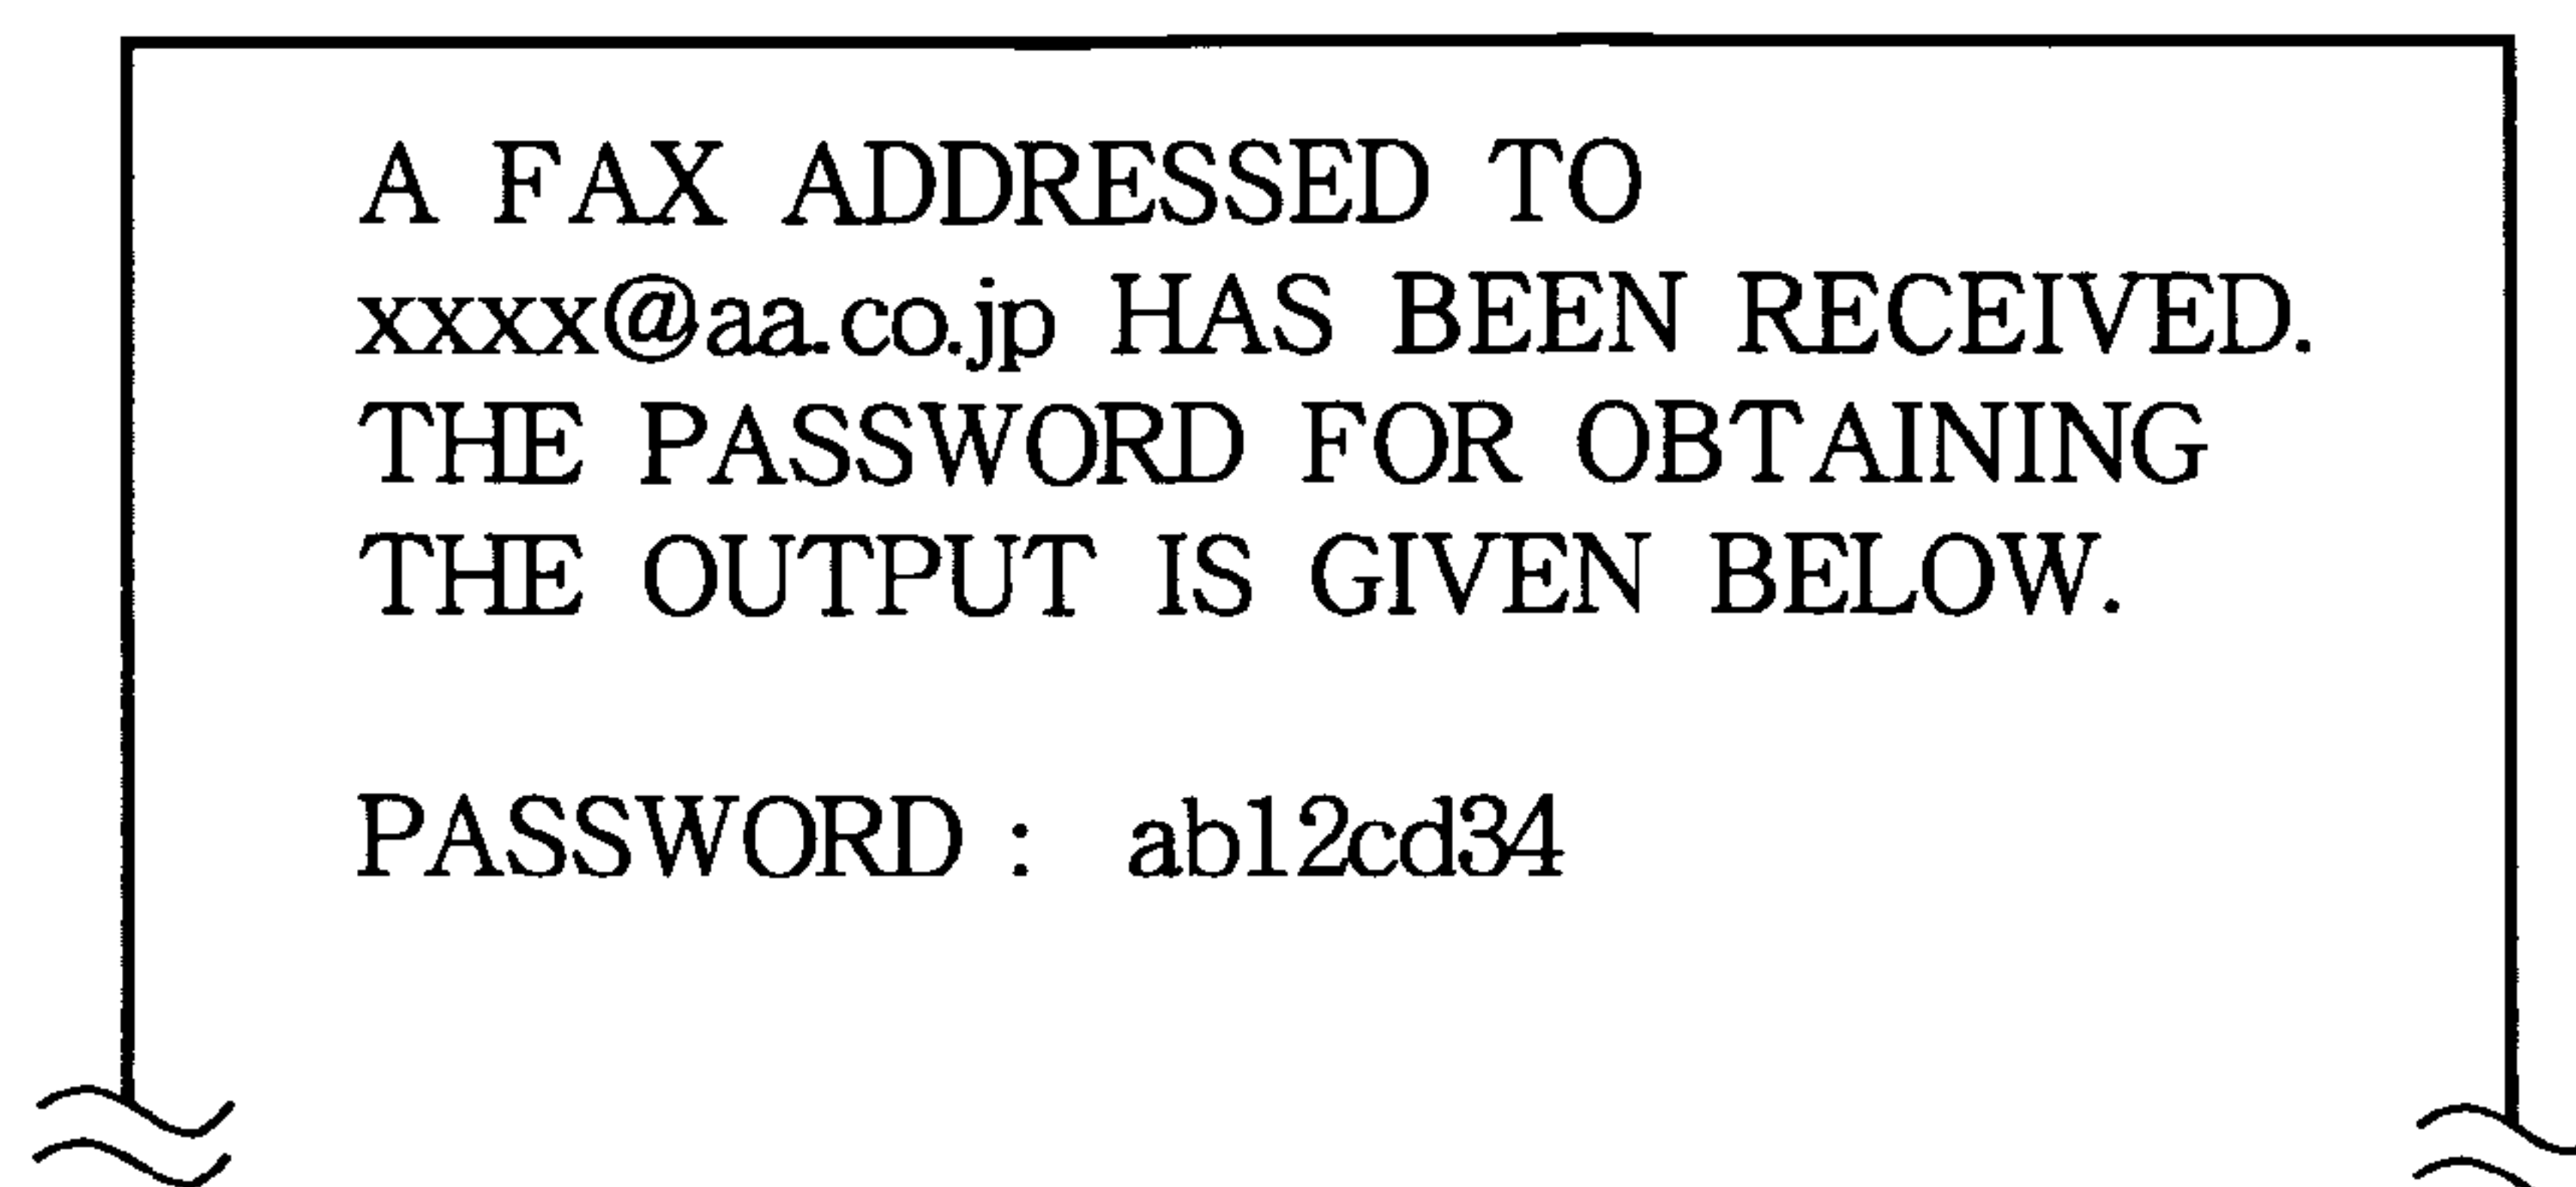 A FAX ADDRESSED TO
xxxx@aa.co.jp HAS BEEN RECEIVED.
THE PASSWORD FOR OBTAINING
THE OUTPUT IS GIVEN BELOW.
PASSWORD : ab12cd34